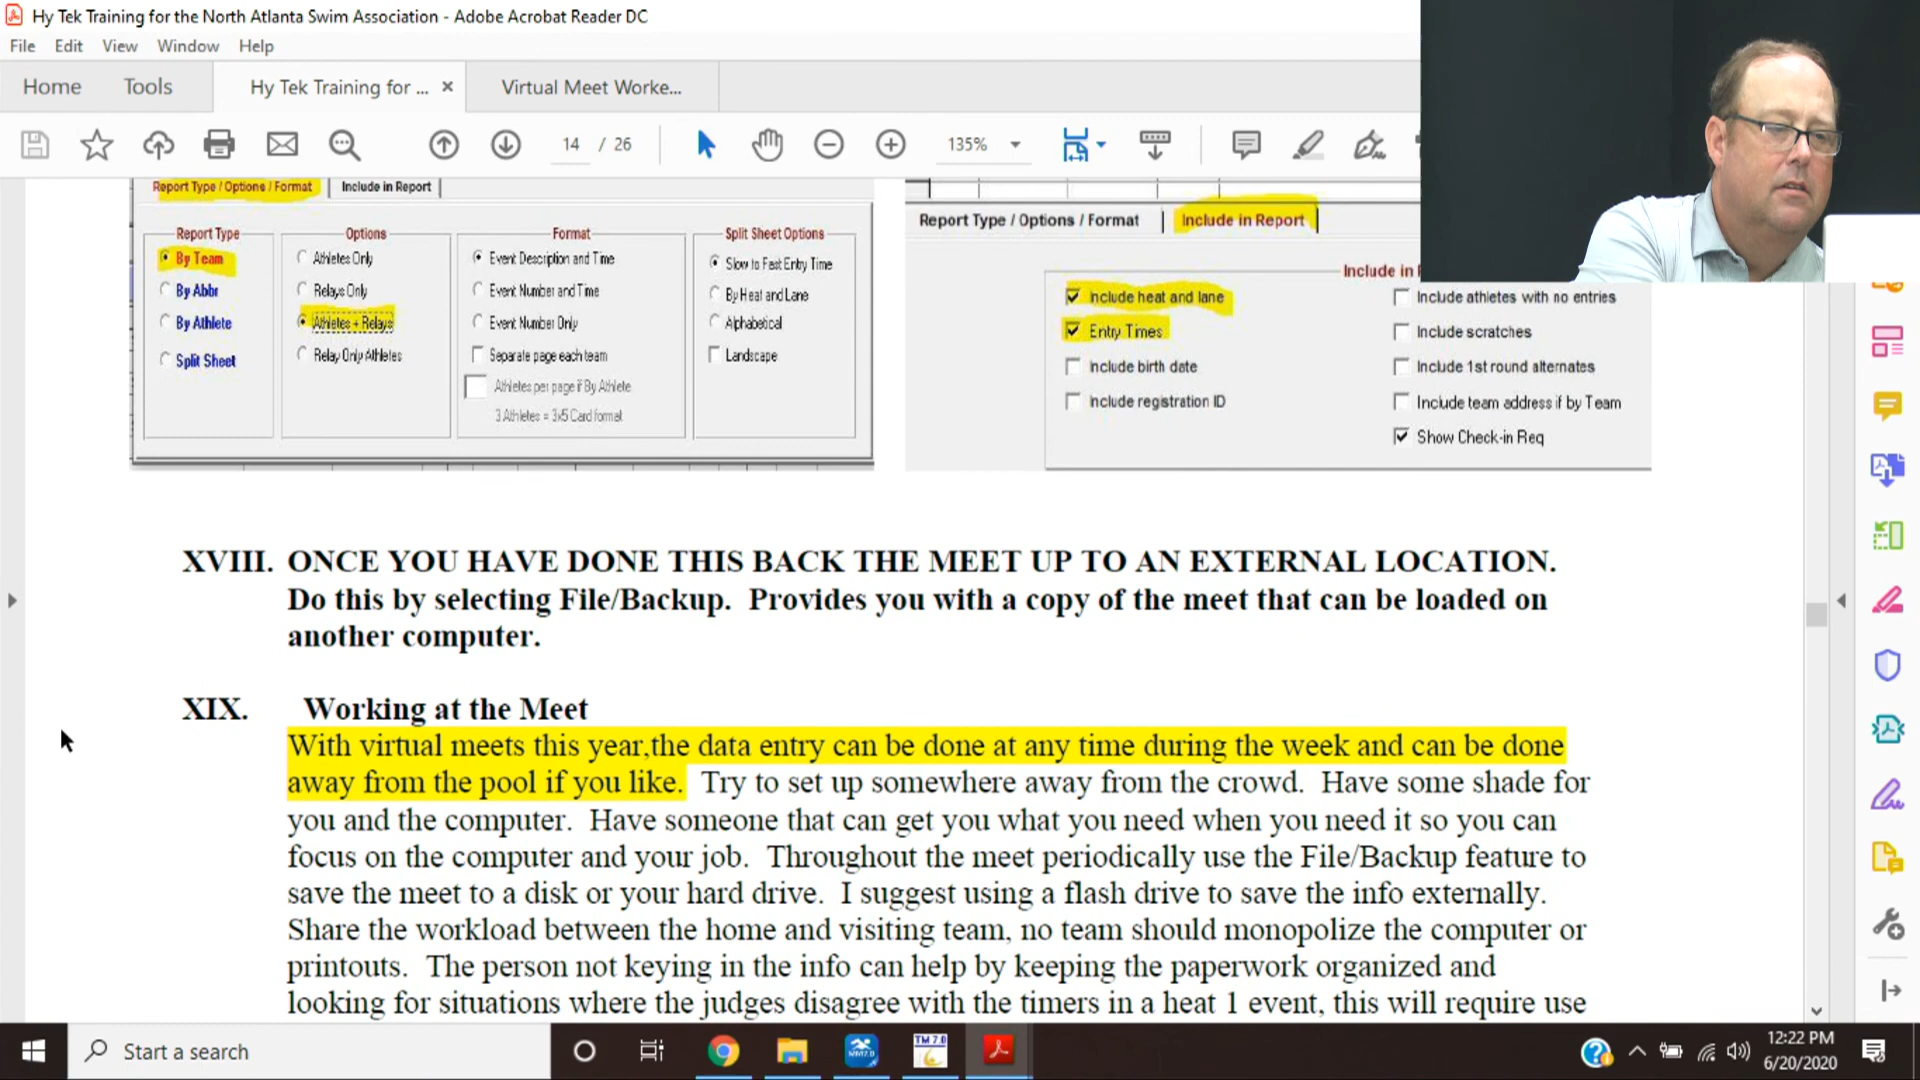 Hy Tek Training for the North Atlanta Swim Association - Adobe Acrobat Reader DC
File Edit View Window Help
Home Tools Hy Tek Training for ... × Virtual Meet Worke...
14 / 26 135%
Report Type / Options / Format Include in Report
Report Type Options Format Split Sheet Options
By Team Athletes Only Event Description and Time Slow to Fast Entry Time
By Abbr Relays Only Event Number and Time By Heat and Lane
By Athlete Athletes + Relays Event Number Only Alphabetical
Split Sheet Relay Only Athletes Separate page each team Landscape
Athletes per page if By Athlete
3 Athletes = 3x5 Card format
Report Type / Options / Format Include in Report
Include in
Include heat and lane Include athletes with no entries
Entry Times Include scratches
Include birth date Include 1st round alternates
Include registration ID Include team address if by Team
Show Check-in Req
XVIII. ONCE YOU HAVE DONE THIS BACK THE MEET UP TO AN EXTERNAL LOCATION.
Do this by selecting File/Backup. Provides you with a copy of the meet that can be loaded on
another computer.
XIX. Working at the Meet
With virtual meets this year,the data entry can be done at any time during the week and can be done
away from the pool if you like. Try to set up somewhere away from the crowd. Have some shade for
you and the computer. Have someone that can get you what you need when you need it so you can
focus on the computer and your job. Throughout the meet periodically use the File/Backup feature to
save the meet to a disk or your hard drive. I suggest using a flash drive to save the info externally.
Share the workload between the home and visiting team, no team should monopolize the computer or
printouts. The person not keying in the info can help by keeping the paperwork organized and
looking for situations where the judges disagree with the timers in a heat 1 event, this will require use
Start a search
MM7.0
TM 7.0
12:22 PM
6/20/2020